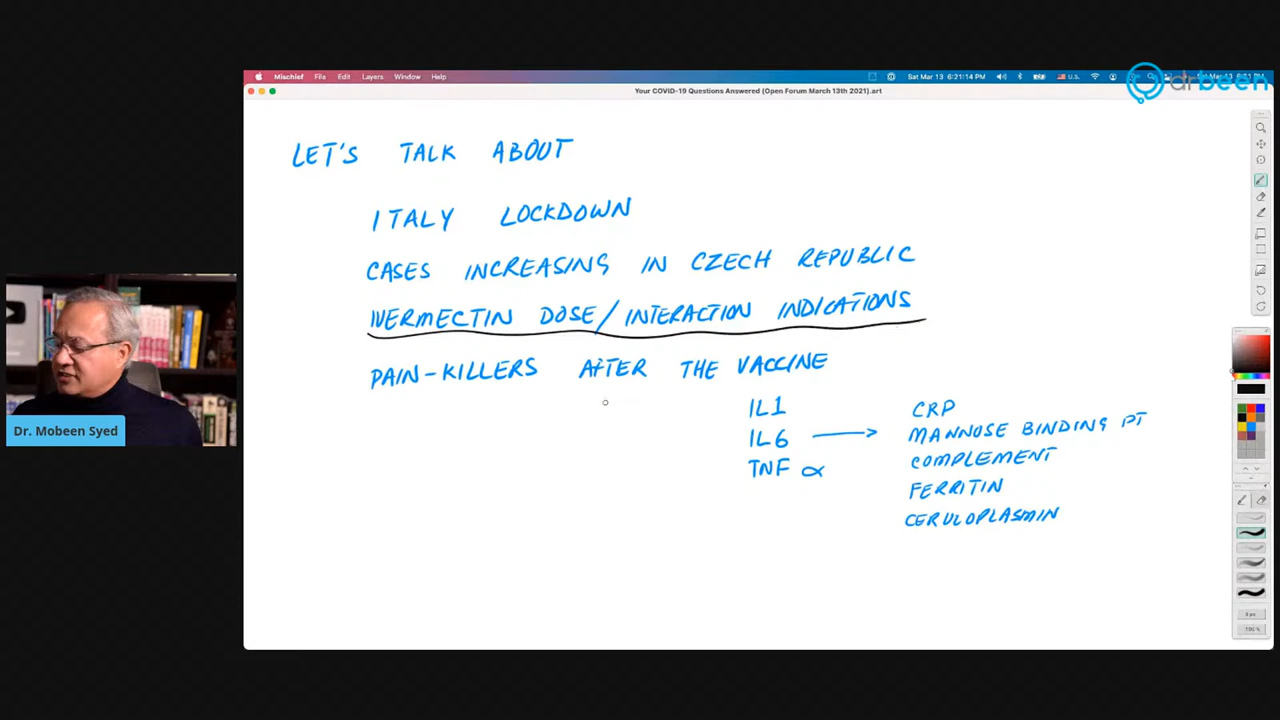 Mischief File Edit Layers Window Help
U.S. Sat Mar 13 6:21:14 PM
drbeen
Your COVID-19 Questions Answered (Open Forum March 13th 2021).art
LET'S TALK ABOUT
ITALY LOCKDOWN
CASES INCREASING IN CZECH REPUBLIC
IVERMECTIN DOSE/INTERACTION INDICATIONS
PAIN-KILLERS AFTER THE VACCINE
IL1 CRP
IL6 → MANNOSE BINDING PT
TNF α COMPLEMENT
FERRITIN
CERULOPLASMIN
Dr. Mobeen Syed